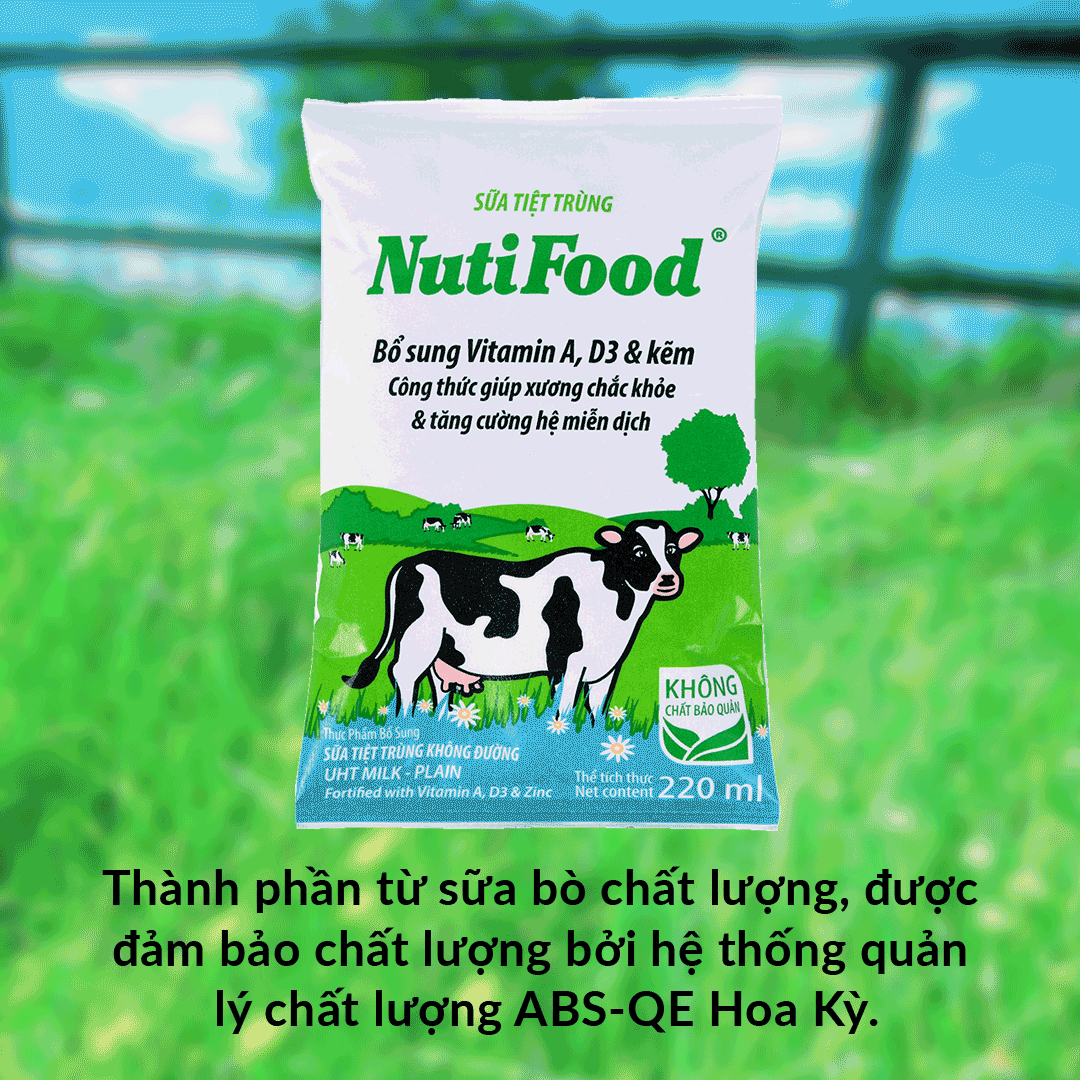 SỮA TIỆT TRÙNG
NutiFood®
Bổ sung Vitamin A, D3 & kẽm
Công thức giúp xương chắc khỏe
& tăng cường hệ miễn dịch
KHÔNG
CHẤT BẢO QUẢN
Thực Phẩm Bổ Sung
SỮA TIỆT TRÙNG KHÔNG ĐƯỜNG
UHT MILK - PLAIN
Fortified with Vitamin A, D3 & Zinc
Thể tích thực
Net content 220 ml
Thành phần từ sữa bò chất lượng, được
đảm bảo chất lượng bởi hệ thống quản
lý chất lượng ABS-QE Hoa Kỳ.